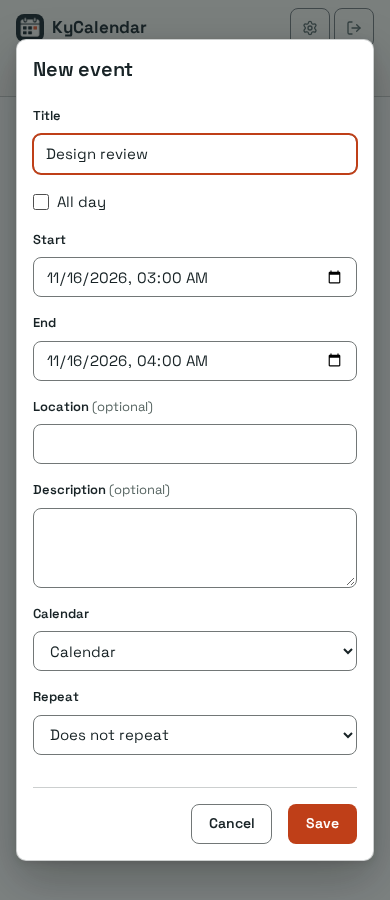 KyCalendar
New event
Title
Design review
All day
Start
11/16/2026, 03:00 AM
End
11/16/2026, 04:00 AM
Location (optional)
Description (optional)
Calendar
Calendar
Repeat
Does not repeat
Cancel
Save